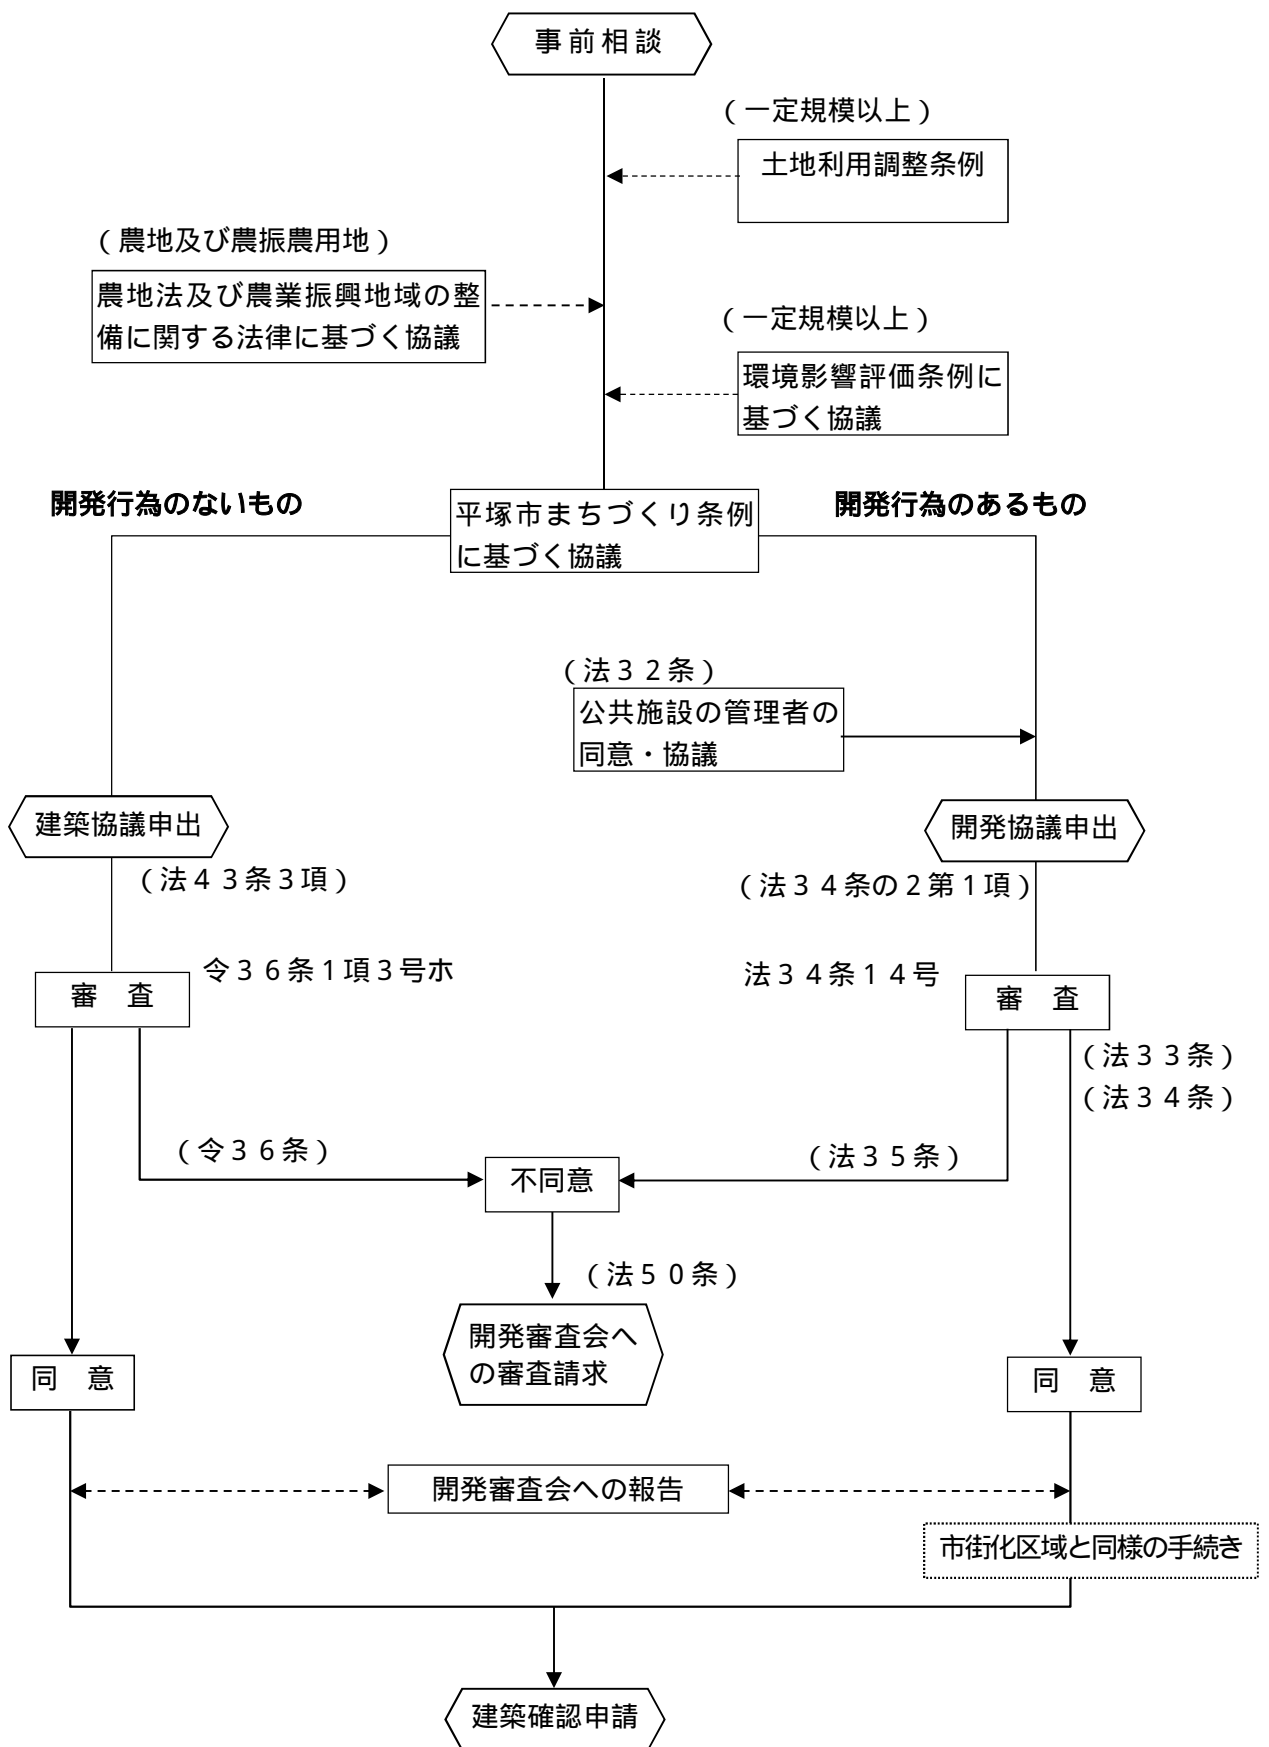 事前相談
（一定規模以上）
土地利用調整条例
（農地及び農振農用地）
農地法及び農業振興地域の整
備に関する法律に基づく協議
（一定規模以上）
環境影響評価条例に
基づく協議
開発行為のないもの
平塚市まちづくり条例
に基づく協議
開発行為のあるもの
（法３２条）
公共施設の管理者の
同意・協議
建築協議申出
開発協議申出
（法４３条３項）
（法３４条の２第１項）
審　査
令３６条１項３号ホ
法３４条１４号
審　査
（法３３条）
（法３４条）
（令３６条）
不同意
（法３５条）
（法５０条）
開発審査会へ
の審査請求
同　意
同　意
開発審査会への報告
市街化区域と同様の手続き
建築確認申請